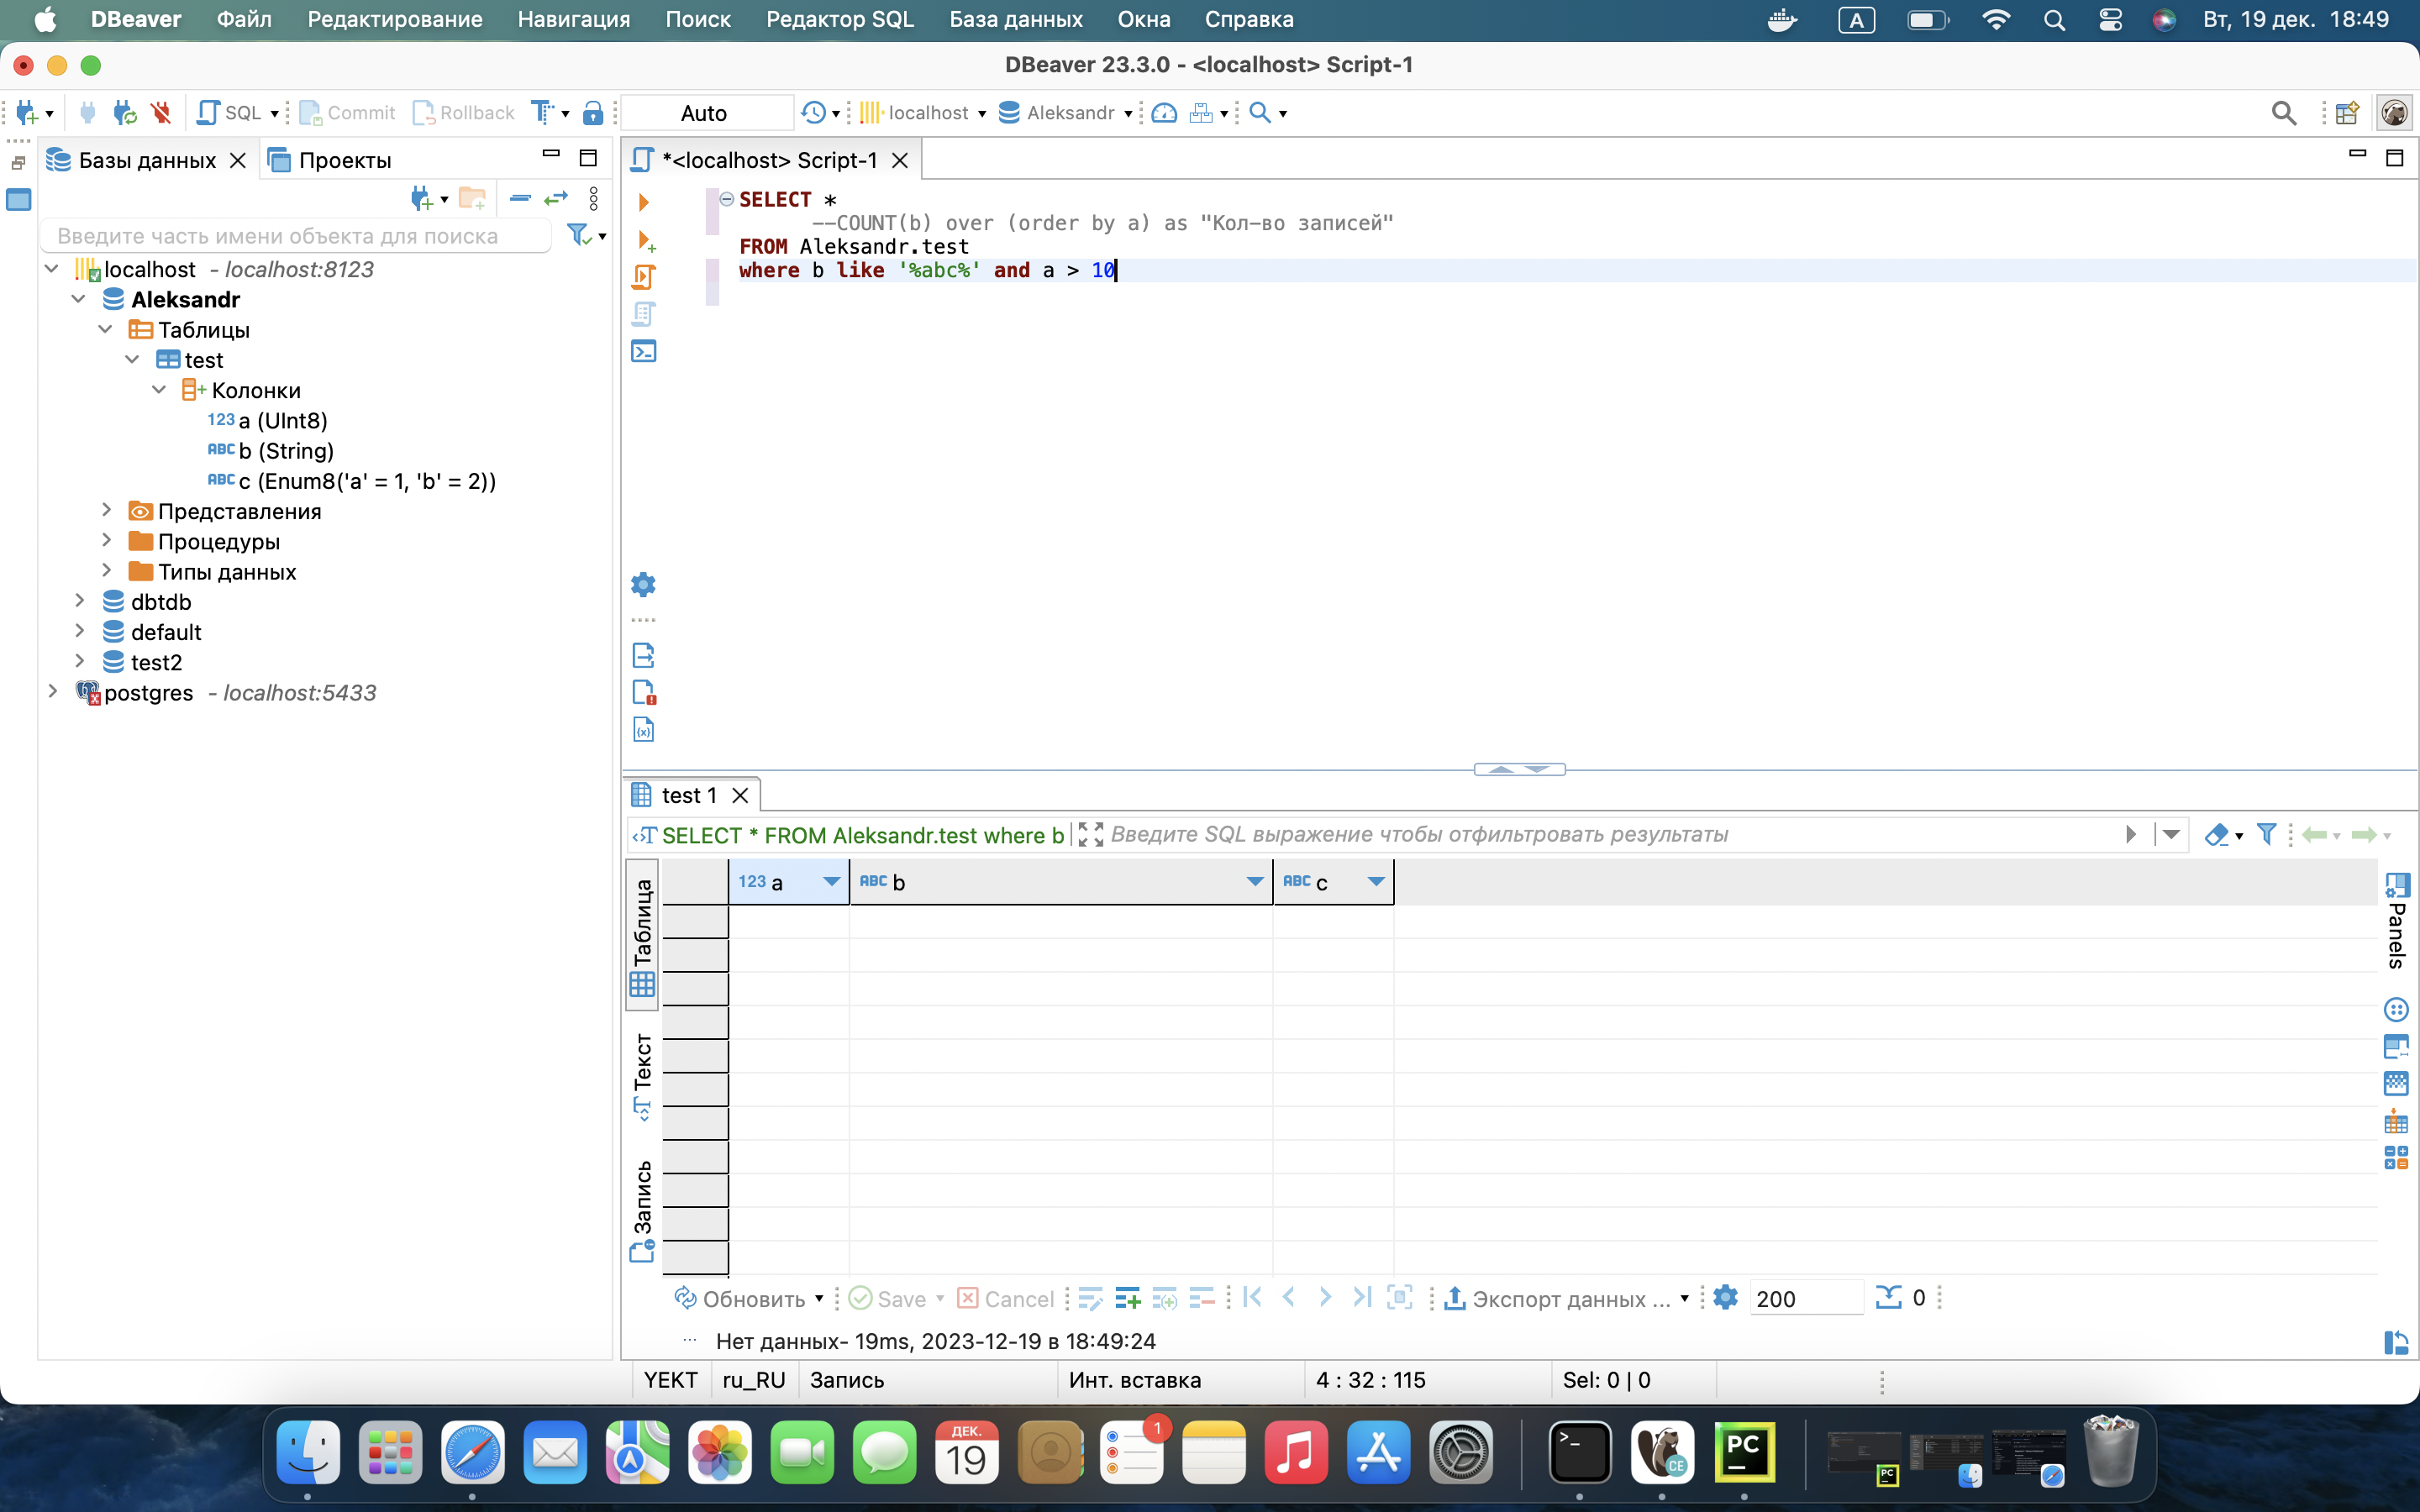 DBeaver Файл Редактирование Навигация Поиск Редактор SQL База данных Окна Справка A Вт, 19 дек. 18:49
DBeaver 23.3.0 - <localhost> Script-1
SQL Commit Rollback Auto localhost Aleksandr
Базы данных Проекты
*<localhost> Script-1
Введите часть имени объекта для поиска
localhost - localhost:8123
Aleksandr
Таблицы
test
Колонки
123 a (UInt8)
ABC b (String)
ABC c (Enum8('a' = 1, 'b' = 2))
Представления
Процедуры
Типы данных
dbtdb
default
test2
postgres - localhost:5433
SELECT *
--COUNT(b) over (order by a) as "Кол-во записей"
FROM Aleksandr.test
where b like '%abc%' and a > 10
test 1
SELECT * FROM Aleksandr.test where b Введите SQL выражение чтобы отфильтровать результаты
123 a ABC b ABC c
Таблица
Текст
Запись
Panels
Обновить Save Cancel Экспорт данных ... 200 0
Нет данных- 19ms, 2023-12-19 в 18:49:24
YEKT ru_RU Запись Инт. вставка 4 : 32 : 115 Sel: 0 | 0
ДЕК.
19
1
CE
PC
PC